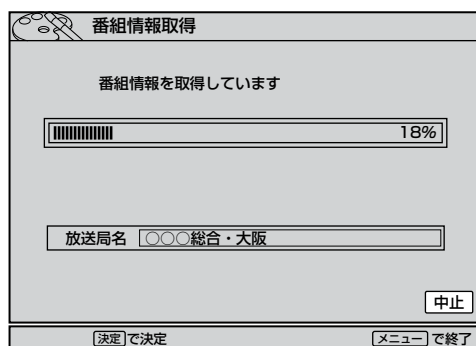 番組情報取得
番組情報を取得しています
18%
放送局名 ○○○総合・大阪
中止
決定 で決定 メニュー で終了